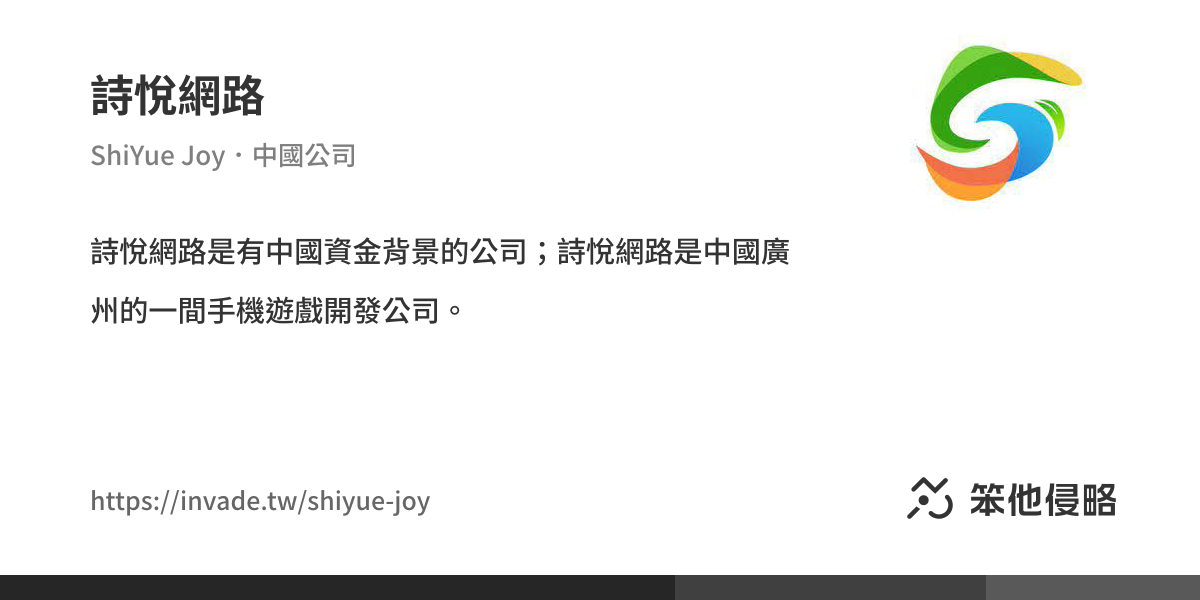 詩悅網路
ShiYue Joy・中國公司
詩悅網路是有中國資金背景的公司；詩悅網路是中國廣
州的一間手機遊戲開發公司。
https://invade.tw/shiyue-joy
笨他侵略